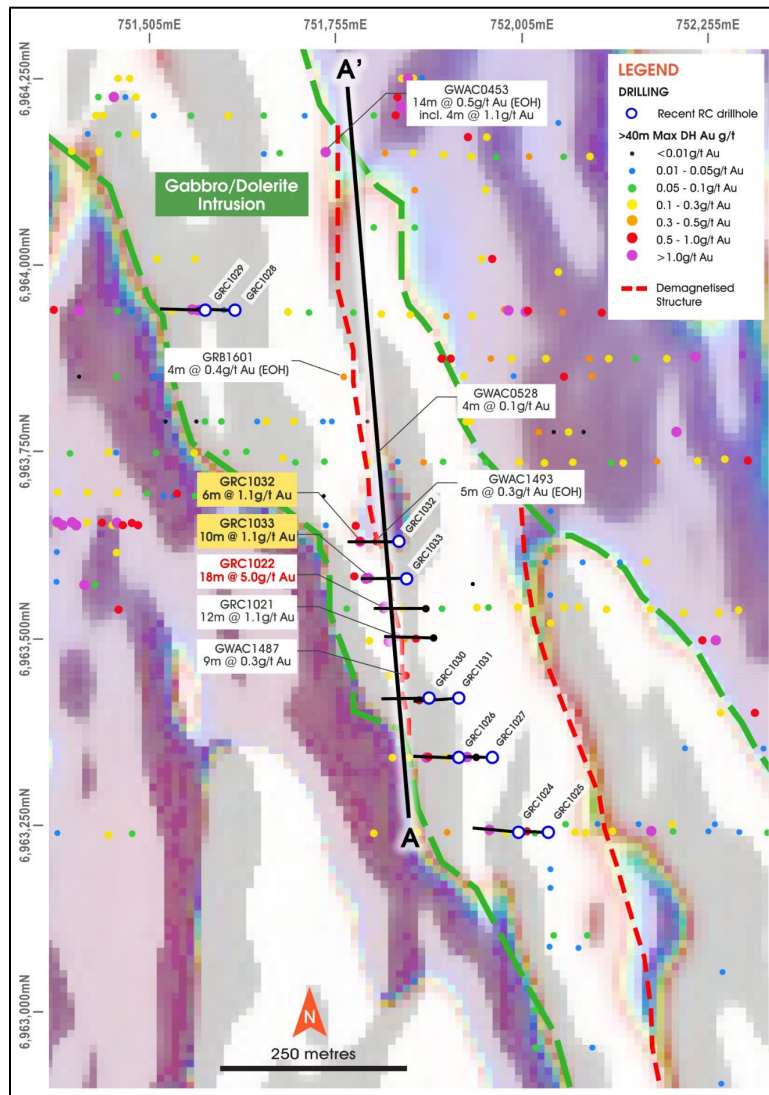 751,505mE
751,755mE
752,005mE
752,255mE
6,964,250mN
6,964,000mN
6,963,750mN
6,963,500mN
6,963,250mN
6,963,000mN
A’
GWAC0453
14m @ 0.5g/t Au (EOH)
incl. 4m @ 1.1g/t Au
LEGEND
DRILLING
Recent RC drillhole
>40m Max DH Au g/t
<0.01g/t Au
0.01 - 0.05g/t Au
0.05 - 0.1g/t Au
0.1 - 0.3g/t Au
0.3 - 0.5g/t Au
0.5 - 1.0g/t Au
>1.0g/t Au
Demagnetised
Structure
Gabbro/Dolerite
Intrusion
GRC1029
GRC1028
GRB1601
4m @ 0.4g/t Au (EOH)
GWAC0528
4m @ 0.1g/t Au
GRC1032
6m @ 1.1g/t Au
GWAC1493
5m @ 0.3g/t Au (EOH)
GRC1032
GRC1033
10m @ 1.1g/t Au
GRC1033
GRC1022
18m @ 5.0g/t Au
GRC1021
12m @ 1.1g/t Au
GWAC1487
9m @ 0.3g/t Au
GRC1030
GRC1031
GRC1026
GRC1027
GRC1024
GRC1025
A
N
250 metres